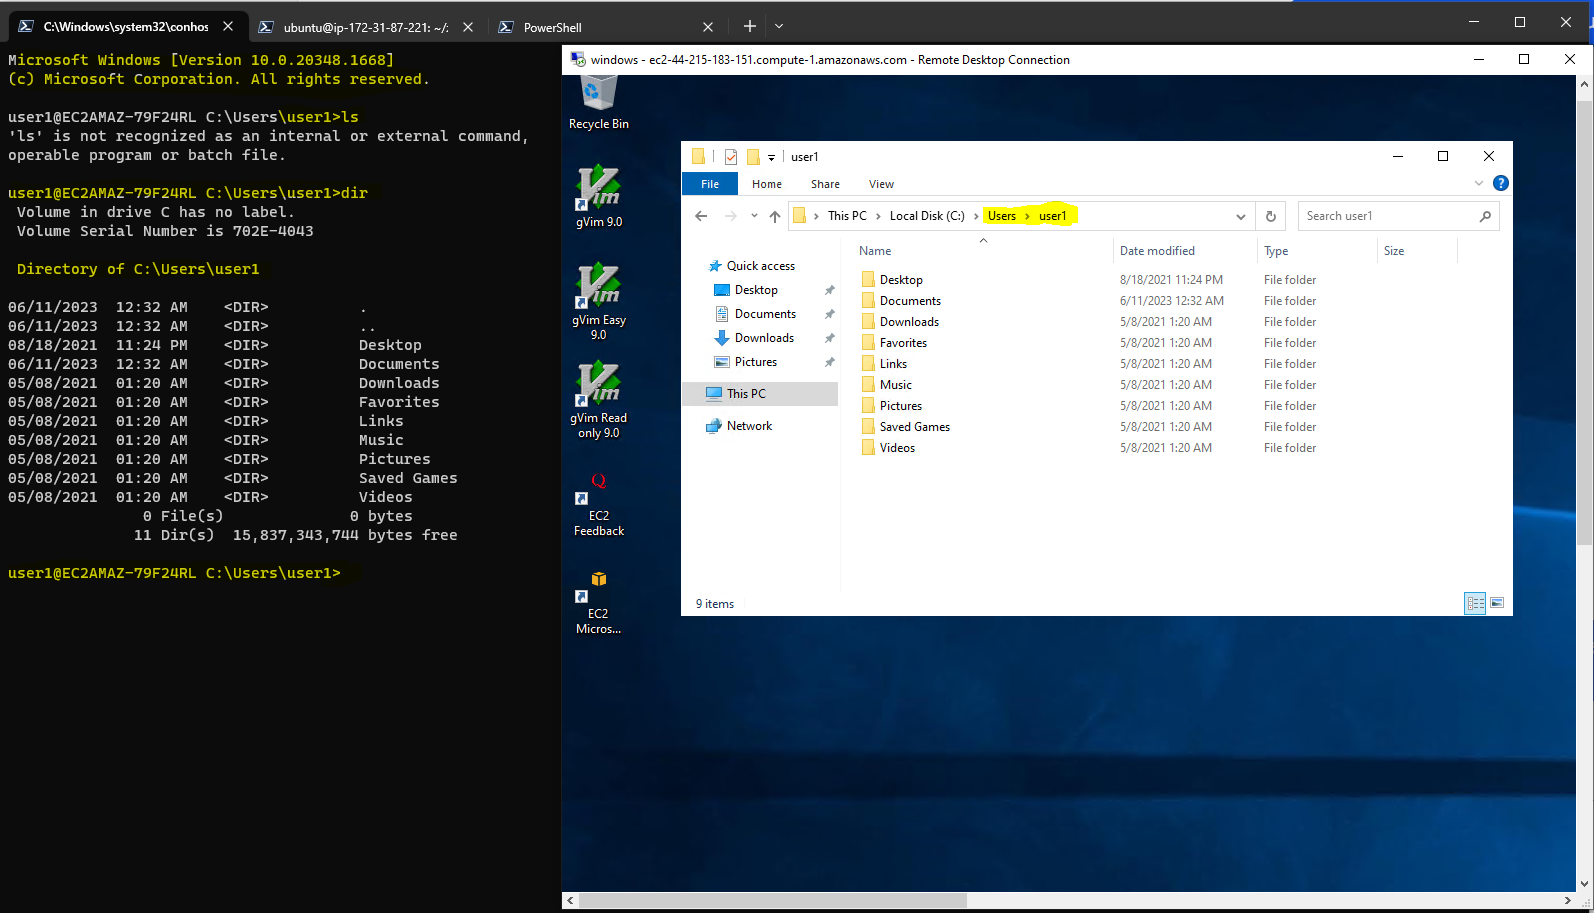 C:\Windows\system32\conhos
ubuntu@ip-172-31-87-221: ~/:
PowerShell
Microsoft Windows [Version 10.0.20348.1668]
(c) Microsoft Corporation. All rights reserved.
user1@EC2AMAZ-79F24RL C:\Users\user1>ls
'ls' is not recognized as an internal or external command,
operable program or batch file.
user1@EC2AMAZ-79F24RL C:\Users\user1>dir
Volume in drive C has no label.
Volume Serial Number is 702E-4043
Directory of C:\Users\user1
06/11/2023  12:32 AM    <DIR>          .
06/11/2023  12:32 AM    <DIR>          ..
08/18/2021  11:24 PM    <DIR>          Desktop
06/11/2023  12:32 AM    <DIR>          Documents
05/08/2021  01:20 AM    <DIR>          Downloads
05/08/2021  01:20 AM    <DIR>          Favorites
05/08/2021  01:20 AM    <DIR>          Links
05/08/2021  01:20 AM    <DIR>          Music
05/08/2021  01:20 AM    <DIR>          Pictures
05/08/2021  01:20 AM    <DIR>          Saved Games
05/08/2021  01:20 AM    <DIR>          Videos
0 File(s)              0 bytes
11 Dir(s)  15,837,343,744 bytes free
user1@EC2AMAZ-79F24RL C:\Users\user1>
windows - ec2-44-215-183-151.compute-1.amazonaws.com - Remote Desktop Connection
Recycle Bin
gVim 9.0
gVim Easy
9.0
gVim Read
only 9.0
EC2
Feedback
EC2
Micros...
user1
File Home Share View
This PC > Local Disk (C:) > Users > user1
Search user1
Quick access
Desktop
Documents
Downloads
Pictures
This PC
Network
Name Date modified Type Size
Desktop 8/18/2021 11:24 PM File folder
Documents 6/11/2023 12:32 AM File folder
Downloads 5/8/2021 1:20 AM File folder
Favorites 5/8/2021 1:20 AM File folder
Links 5/8/2021 1:20 AM File folder
Music 5/8/2021 1:20 AM File folder
Pictures 5/8/2021 1:20 AM File folder
Saved Games 5/8/2021 1:20 AM File folder
Videos 5/8/2021 1:20 AM File folder
9 items